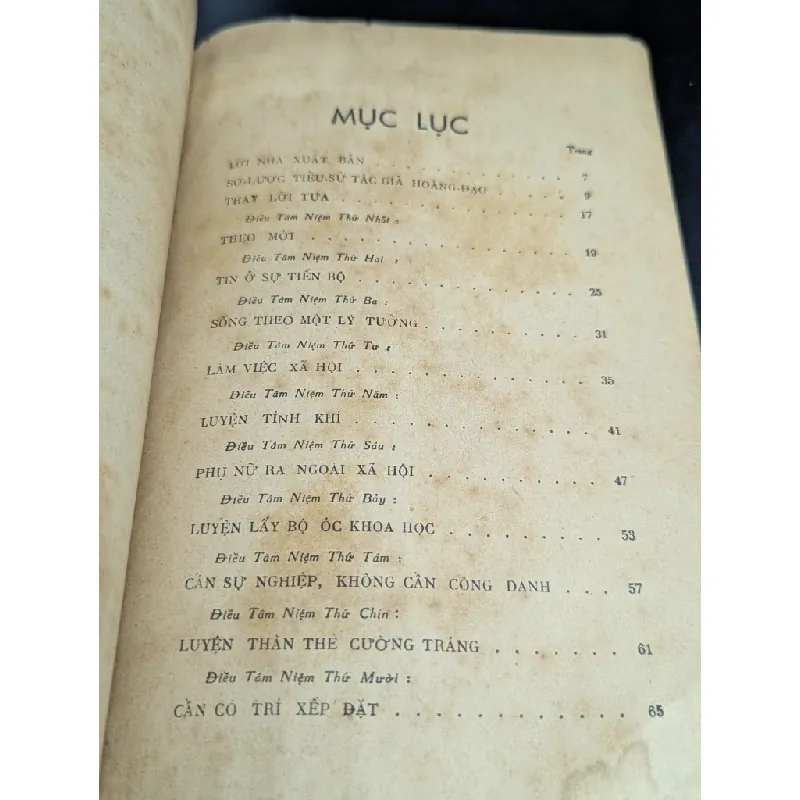 MỤC LỤC
Trang
LỜI NHÀ XUẤT BẢN . . . . . . . . . . . . 7
SƠ-LƯỢC TIỂU-SỬ TÁC GIẢ HOÀNG-ĐẠO . . . . . 9
THAY LỜI TỰA . . . . . . . . . . . . . 17
Điều Tâm Niệm Thứ Nhất :
THEO MỚI . . . . . . . . . . . . . . 19
Điều Tâm Niệm Thứ Hai :
TIN Ở SỰ TIẾN BỘ . . . . . . . . . . . . 25
Điều Tâm Niệm Thứ Ba :
SỐNG THEO MỘT LÝ TƯỞNG . . . . . . . . . 31
Điều Tâm Niệm Thứ Tư :
LÀM VIỆC XÃ HỘI . . . . . . . . . . . . 35
Điều Tâm Niệm Thứ Năm :
LUYỆN TÍNH KHÍ . . . . . . . . . . . . 41
Điều Tâm Niệm Thứ Sáu :
PHỤ NỮ RA NGOÀI XÃ HỘI . . . . . . . . . 47
Điều Tâm Niệm Thứ Bảy :
LUYỆN LẤY BỘ ÓC KHOA HỌC . . . . . . . . . 53
Điều Tâm Niệm Thứ Tám :
CẦN SỰ NGHIỆP, KHÔNG CẦN CÔNG DANH . . . 57
Điều Tâm Niệm Thứ Chín :
LUYỆN THÂN THỂ CƯỜNG TRÁNG . . . . . . . 61
Điều Tâm Niệm Thứ Mười :
CẦN CÓ TRÍ XẾP ĐẶT . . . . . . . . . . . . 65